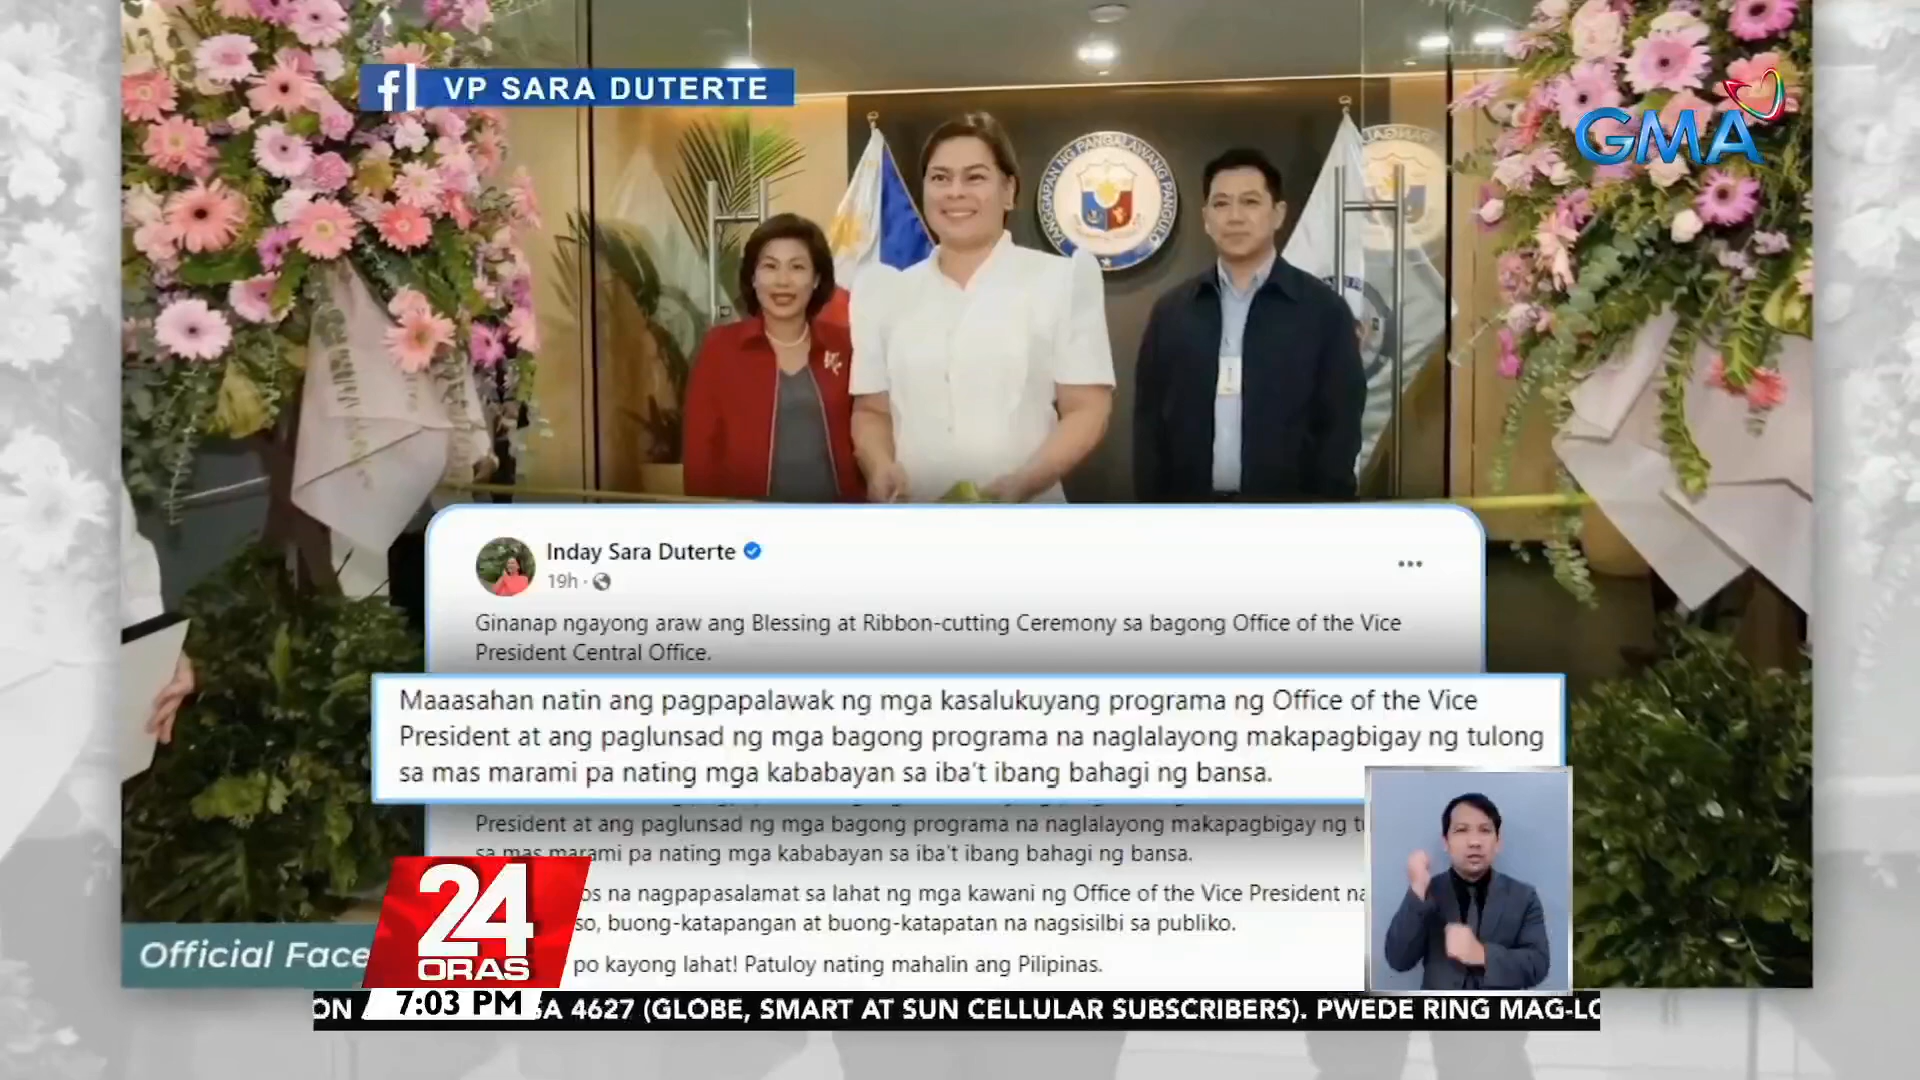 VP SARA DUTERTE
GMA
TANGGAPAN NG PANGALAWANG PANGULO
Inday Sara Duterte
19h
Ginanap ngayong araw ang Blessing at Ribbon-cutting Ceremony sa bagong Office of the Vice
President Central Office.
Maaasahan natin ang pagpapalawak ng mga kasalukuyang programa ng Office of the Vice
President at ang paglunsad ng mga bagong programa na naglalayong makapagbigay ng tulong
sa mas marami pa nating mga kababayan sa iba't ibang bahagi ng bansa.
President at ang paglunsad ng mga bagong programa na naglalayong makapagbigay ng
sa mas marami pa nating mga kababayan sa iba't ibang bahagi ng bansa.
na nagpapasalamat sa lahat ng mga kawani ng Office of the Vice President
buong-katapangan at buong-katapatan na nagsisilbi sa publiko.
po kayong lahat! Patuloy nating mahalin ang Pilipinas.
Official
24
ORAS
7:03 PM
4627 (GLOBE, SMART AT SUN CELLULAR SUBSCRIBERS). PWEDE RING